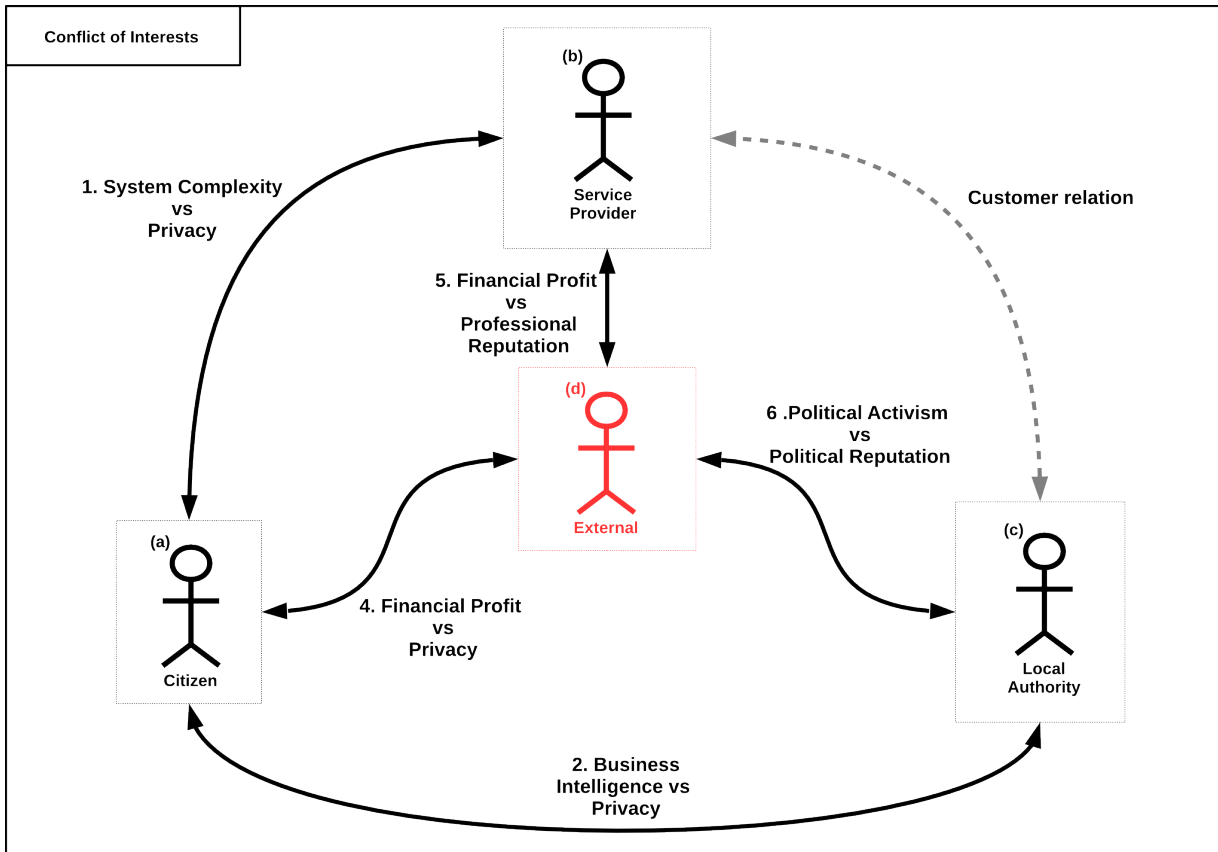 Conflict of Interests
(b)
Service
Provider
1. System Complexity
vs
Privacy
Customer relation
5. Financial Profit
vs
Professional
Reputation
(d)
External
6 .Political Activism
vs
Political Reputation
(a)
Citizen
4. Financial Profit
vs
Privacy
(c)
Local
Authority
2. Business
Intelligence vs
Privacy